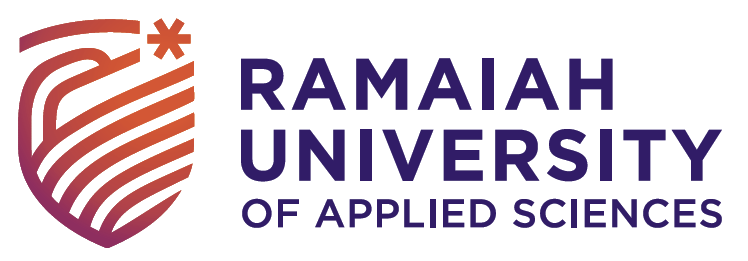 RAMAIAH
UNIVERSITY
OF APPLIED SCIENCES